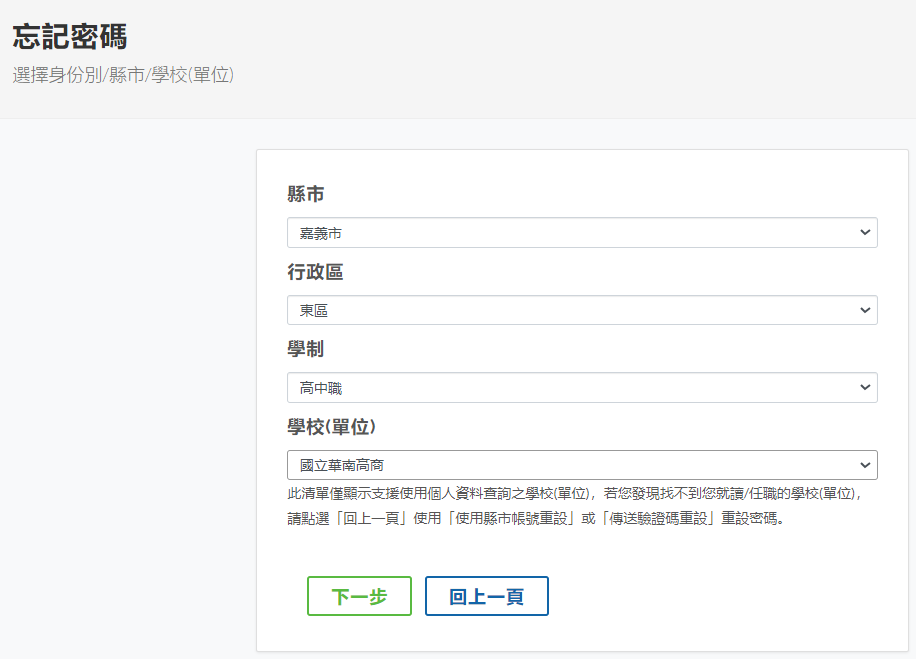 忘記密碼
選擇身份別/縣市/學校(單位)
縣市
嘉義市
行政區
東區
學制
高中職
學校(單位)
國立華南高商
此清單僅顯示支援使用個人資料查詢之學校(單位)，若您發現找不到您就讀/任職的學校(單位)，
請點選「回上一頁」使用「使用縣市帳號重設」或「傳送驗證碼重設」重設密碼。
下一步 回上一頁